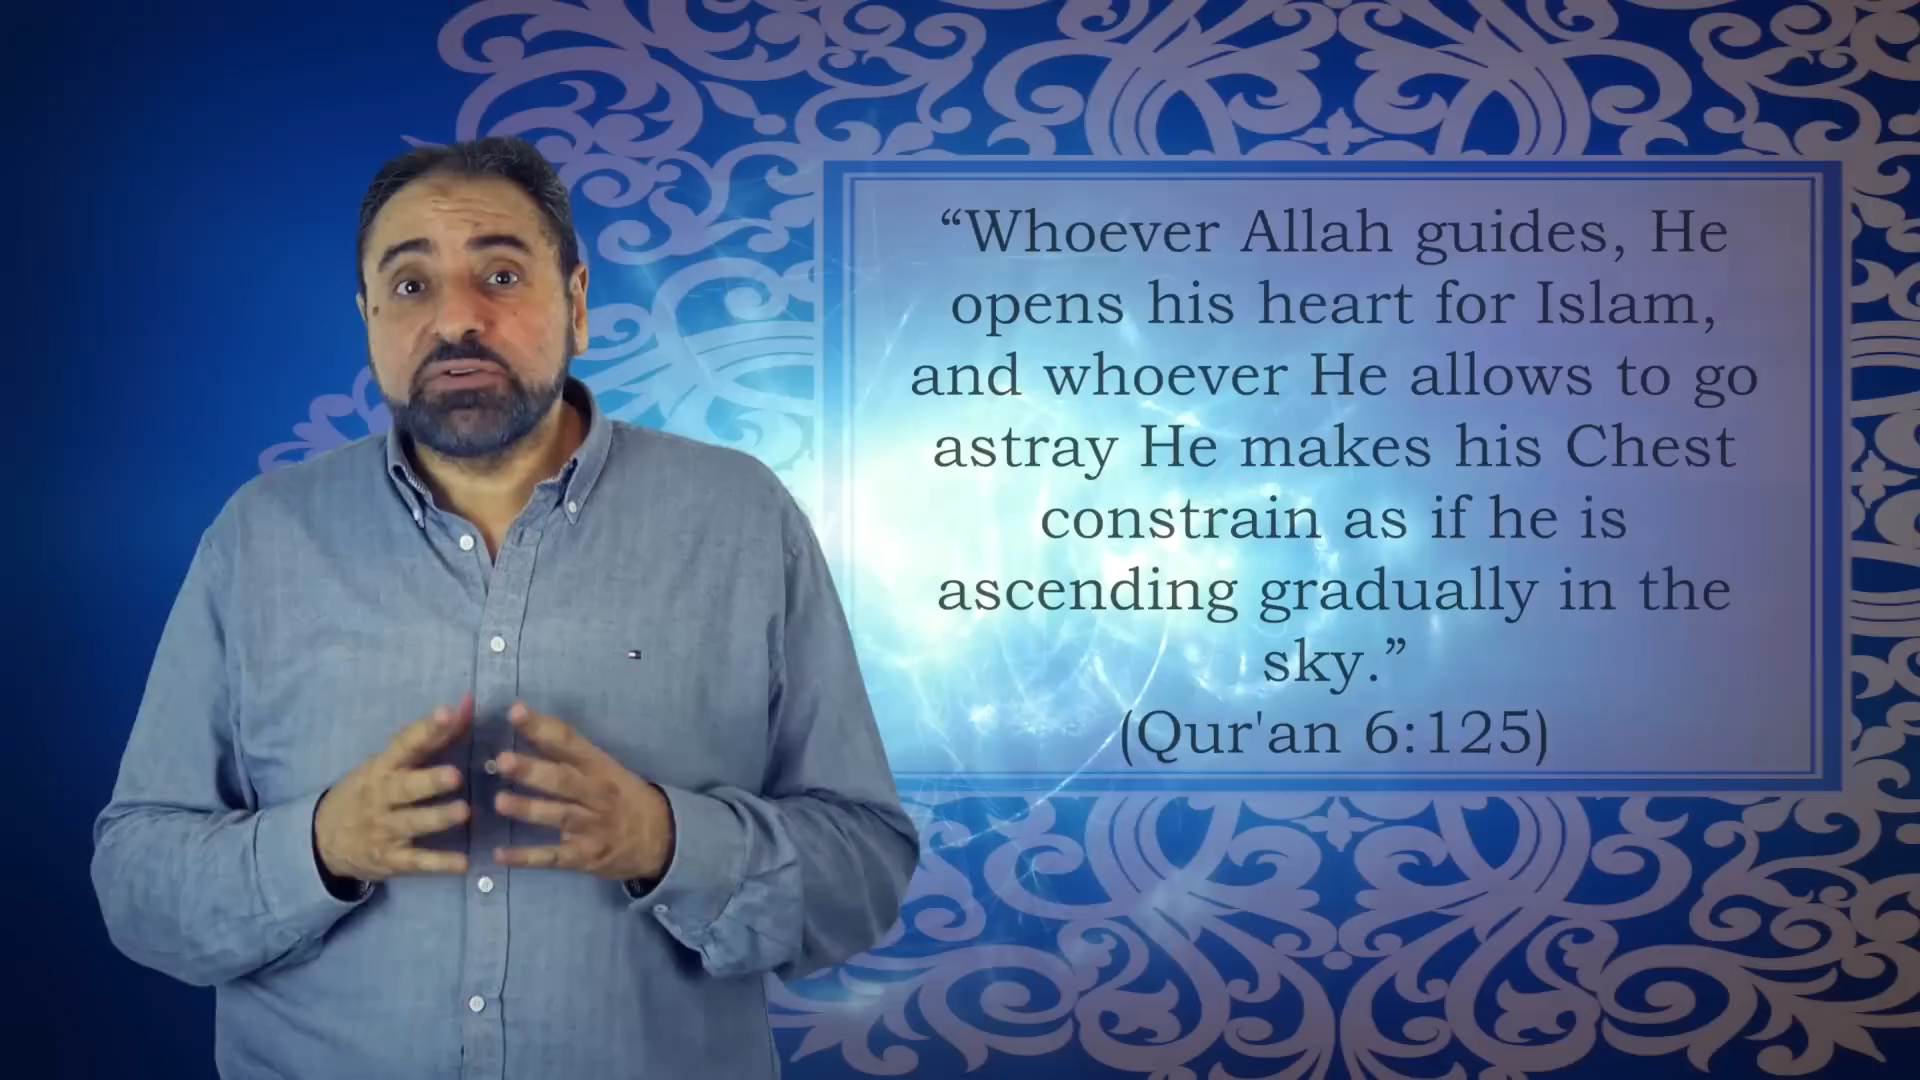 “Whoever Allah guides, He
opens his heart for Islam,
and whoever He allows to go
astray He makes his Chest
constrain as if he is
ascending gradually in the
sky.”
(Qur'an 6:125)